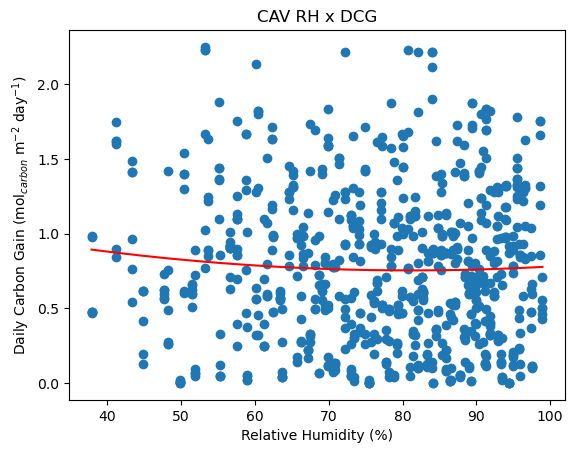 CAV RH x DCG
Daily Carbon Gain (mol$_{carbon}$ m$^{-2}$ day$^{-1}$)
2.0
1.5
1.0
0.5
0.0
40 50 60 70 80 90 100
Relative Humidity (%)